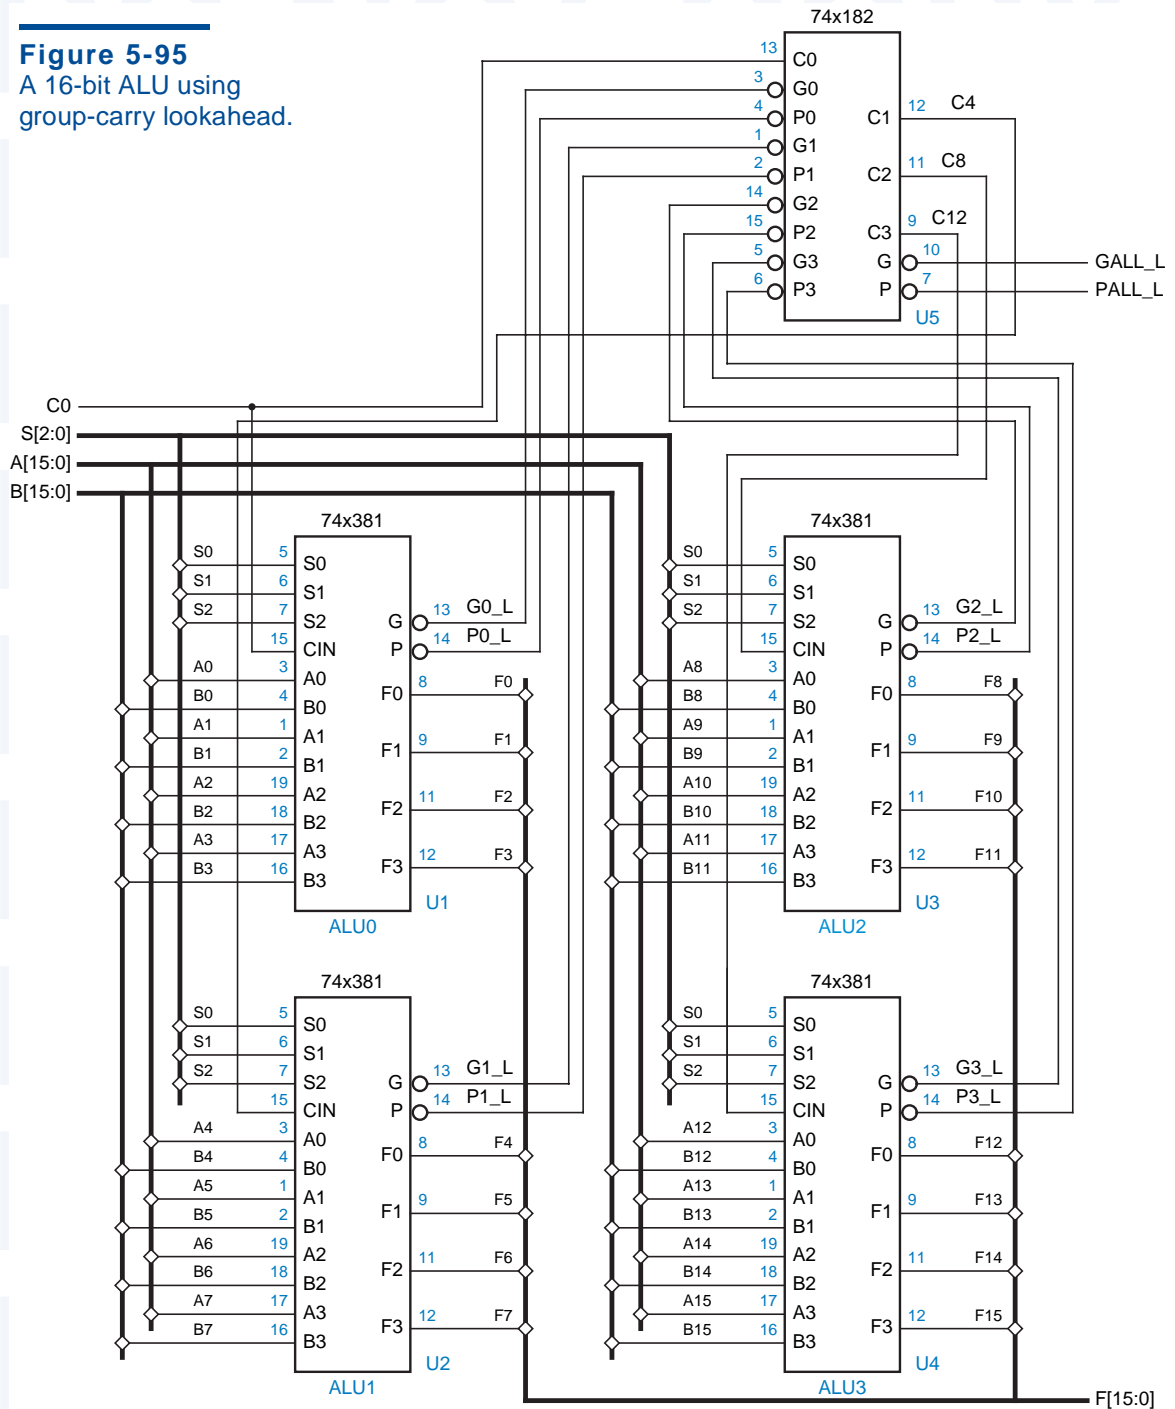 Figure 5-95
A 16-bit ALU using
group-carry lookahead.
74x182
13 C0
3 G0
4 P0
1 G1
2 P1
14 G2
15 P2
5 G3
6 P3
C1 12 C4
C2 11 C8
C3 9 C12
G 10 GALL_L
P 7 PALL_L
U5
C0
S[2:0]
A[15:0]
B[15:0]
74x381
S0 5 S0
S1 6 S1
S2 7 S2
15 CIN
A0 3 A0
B0 4 B0
A1 1 A1
B1 2 B1
A2 19 A2
B2 18 B2
A3 17 A3
B3 16 B3
G 13 G0_L
P 14 P0_L
F0 8 F0
F1 9 F1
F2 11 F2
F3 12 F3
U1
ALU0
74x381
S0 5 S0
S1 6 S1
S2 7 S2
15 CIN
A8 3 A0
B8 4 B0
A9 1 A1
B9 2 B1
A10 19 A2
B10 18 B2
A11 17 A3
B11 16 B3
G 13 G2_L
P 14 P2_L
F0 8 F8
F1 9 F9
F2 11 F10
F3 12 F11
U3
ALU2
74x381
S0 5 S0
S1 6 S1
S2 7 S2
15 CIN
A4 3 A0
B4 4 B0
A5 1 A1
B5 2 B1
A6 19 A2
B6 18 B2
A7 17 A3
B7 16 B3
G 13 G1_L
P 14 P1_L
F0 8 F4
F1 9 F5
F2 11 F6
F3 12 F7
U2
ALU1
74x381
S0 5 S0
S1 6 S1
S2 7 S2
15 CIN
A12 3 A0
B12 4 B0
A13 1 A1
B13 2 B1
A14 19 A2
B14 18 B2
A15 17 A3
B15 16 B3
G 13 G3_L
P 14 P3_L
F0 8 F12
F1 9 F13
F2 11 F14
F3 12 F15
U4
ALU3
F[15:0]